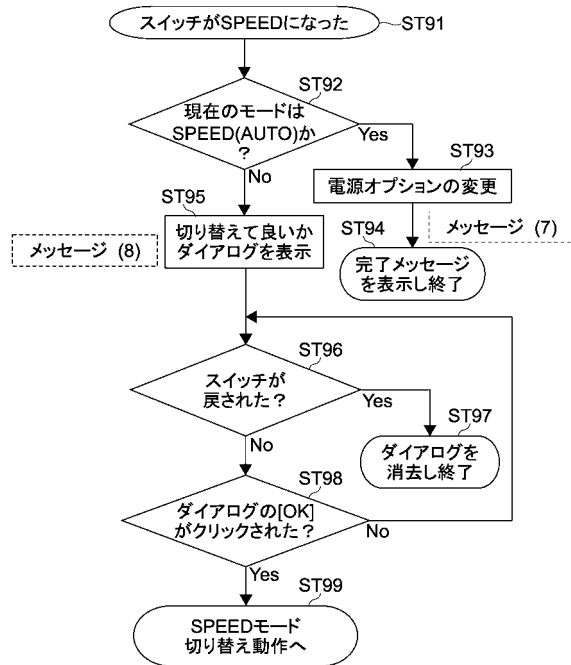 スイッチがSPEEDになった
ST91
ST92
現在のモードは
SPEED(AUTO)か
?
Yes
No
ST93
電源オプションの変更
ST95
切り替えて良いか
ダイアログを表示
メッセージ (8)
ST94
メッセージ (7)
完了メッセージ
を表示し終了
ST96
スイッチが
戻された?
Yes
No
ST97
ダイアログを
消去し終了
ST98
ダイアログの[OK]
がクリックされた?
No
Yes
ST99
SPEEDモード
切り替え動作へ